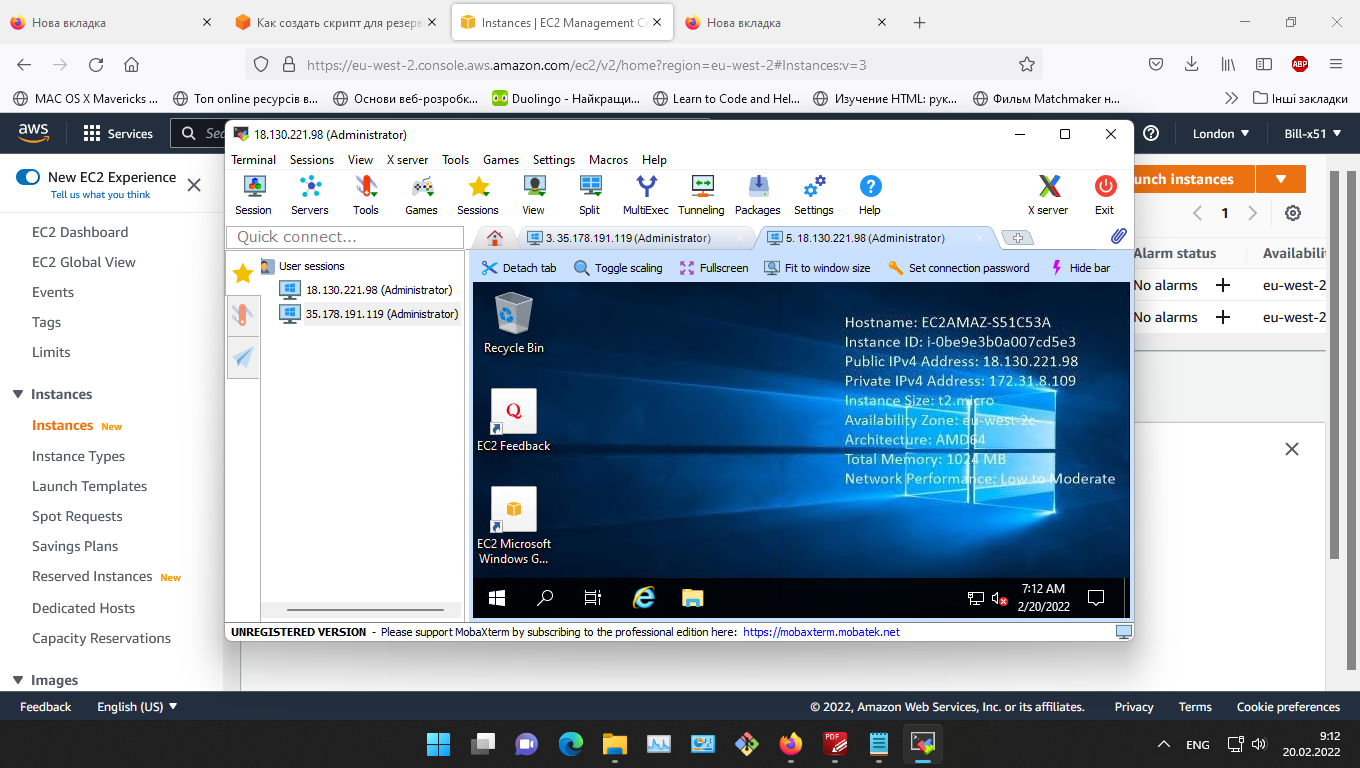 Нова вкладка
Как создать скрипт для резерв
Instances | EC2 Management Co
Нова вкладка
https://eu-west-2.console.aws.amazon.com/ec2/v2/home?region=eu-west-2#Instances:v=3
ABP
MAC OS X Mavericks ...
Топ online ресурсів в...
Основи веб-розробк...
Duolingo - Найкращи...
Learn to Code and Hel...
Изучение HTML: рук...
Фильм Matchmaker н...
Інші закладки
aws
Services
Sea
London
Bill-x51
New EC2 Experience
Tell us what you think
EC2 Dashboard
EC2 Global View
Events
Tags
Limits
Instances
Instances New
Instance Types
Launch Templates
Spot Requests
Savings Plans
Reserved Instances New
Dedicated Hosts
Capacity Reservations
Images
unch instances
1
Alarm status
Availabilit
No alarms
eu-west-2
No alarms
eu-west-2
18.130.221.98 (Administrator)
Terminal Sessions View X server Tools Games Settings Macros Help
Session Servers Tools Games Sessions View Split MultiExec Tunneling Packages Settings Help X server Exit
Quick connect...
3. 35.178.191.119 (Administrator)
5. 18.130.221.98 (Administrator)
User sessions
18.130.221.98 (Administrator)
35.178.191.119 (Administrator)
Detach tab Toggle scaling Fullscreen Fit to window size Set connection password Hide bar
Recycle Bin
EC2 Feedback
EC2 Microsoft
Windows G...
Hostname: EC2AMAZ-S51C53A
Instance ID: i-0be9e3b0a007cd5e3
Public IPv4 Address: 18.130.221.98
Private IPv4 Address: 172.31.8.109
Instance Size: t2.micro
Availability Zone: eu-west-2c
Architecture: AMD64
Total Memory: 1024 MB
Network Performance: Low to Moderate
7:12 AM
2/20/2022
UNREGISTERED VERSION - Please support MobaXterm by subscribing to the professional edition here: https://mobaxterm.mobatek.net
Feedback
English (US)
© 2022, Amazon Web Services, Inc. or its affiliates.
Privacy
Terms
Cookie preferences
PDF
ENG
9:12
20.02.2022